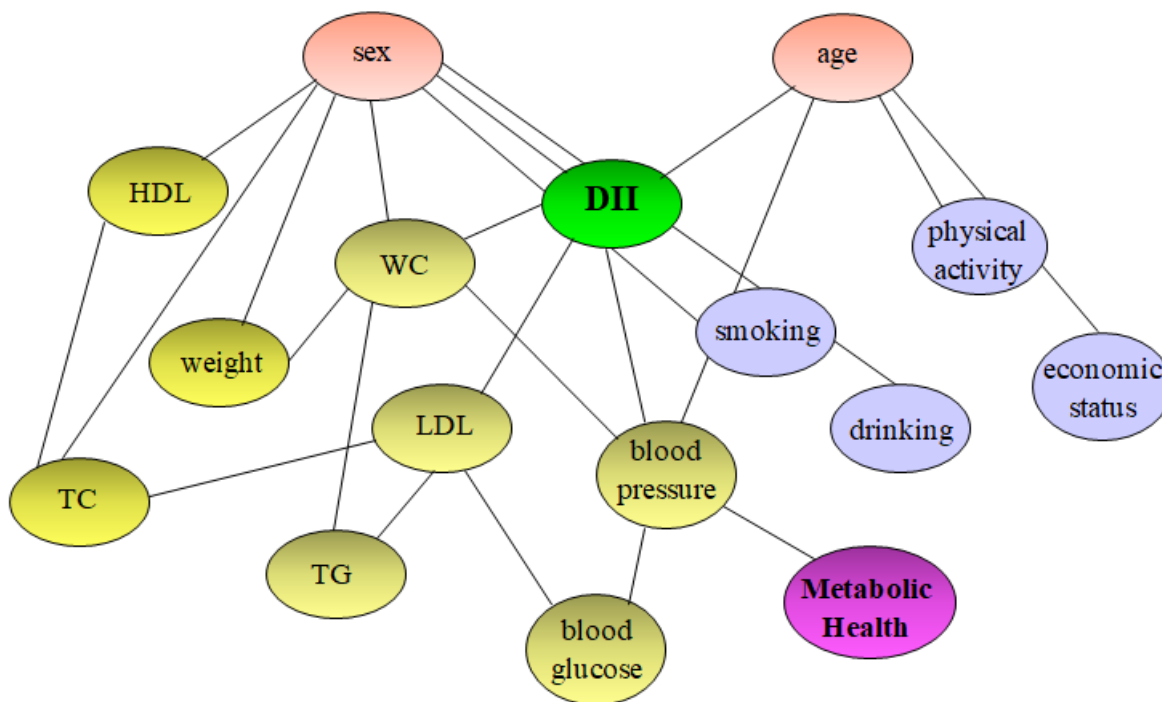 sex
age
HDL
DII
physical
activity
WC
smoking
weight
economic
status
LDL
drinking
blood
pressure
TC
TG
Metabolic
Health
blood
glucose